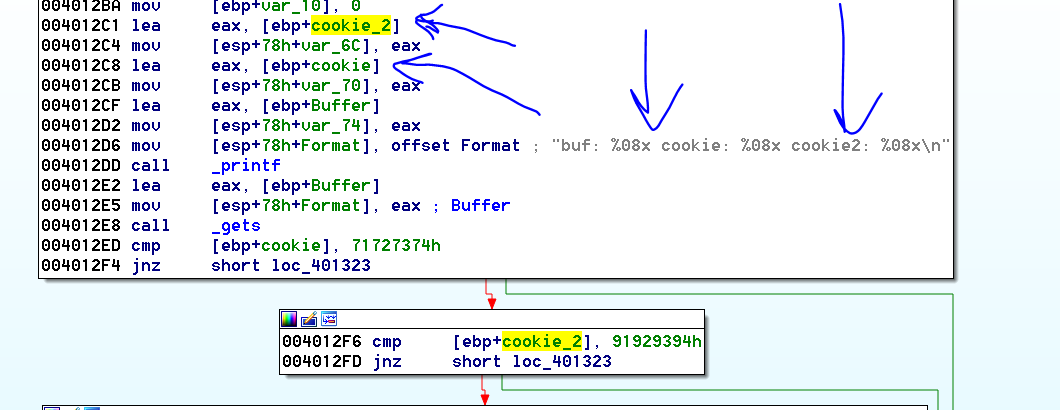 004012BA mov [ebp+var_10], 0
004012C1 lea eax, [ebp+cookie_2]
004012C4 mov [esp+78h+var_6C], eax
004012C8 lea eax, [ebp+cookie]
004012CB mov [esp+78h+var_70], eax
004012CF lea eax, [ebp+Buffer]
004012D2 mov [esp+78h+var_74], eax
004012D6 mov [esp+78h+Format], offset Format ; "buf: %08x cookie: %08x cookie2: %08x\n"
004012DD call _printf
004012E2 lea eax, [ebp+Buffer]
004012E5 mov [esp+78h+Format], eax ; Buffer
004012E8 call _gets
004012ED cmp [ebp+cookie], 71727374h
004012F4 jnz short loc_401323
004012F6 cmp [ebp+cookie_2], 91929394h
004012FD jnz short loc_401323